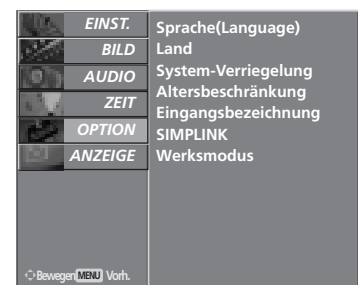 EINST.
BILD
AUDIO
ZEIT
OPTION
ANZEIGE
Sprache(Language)
Land
System-Verriegelung
Altersbeschränkung
Eingangsbezeichnung
SIMPLINK
Werksmodus
Bewegen MENU Vorh.